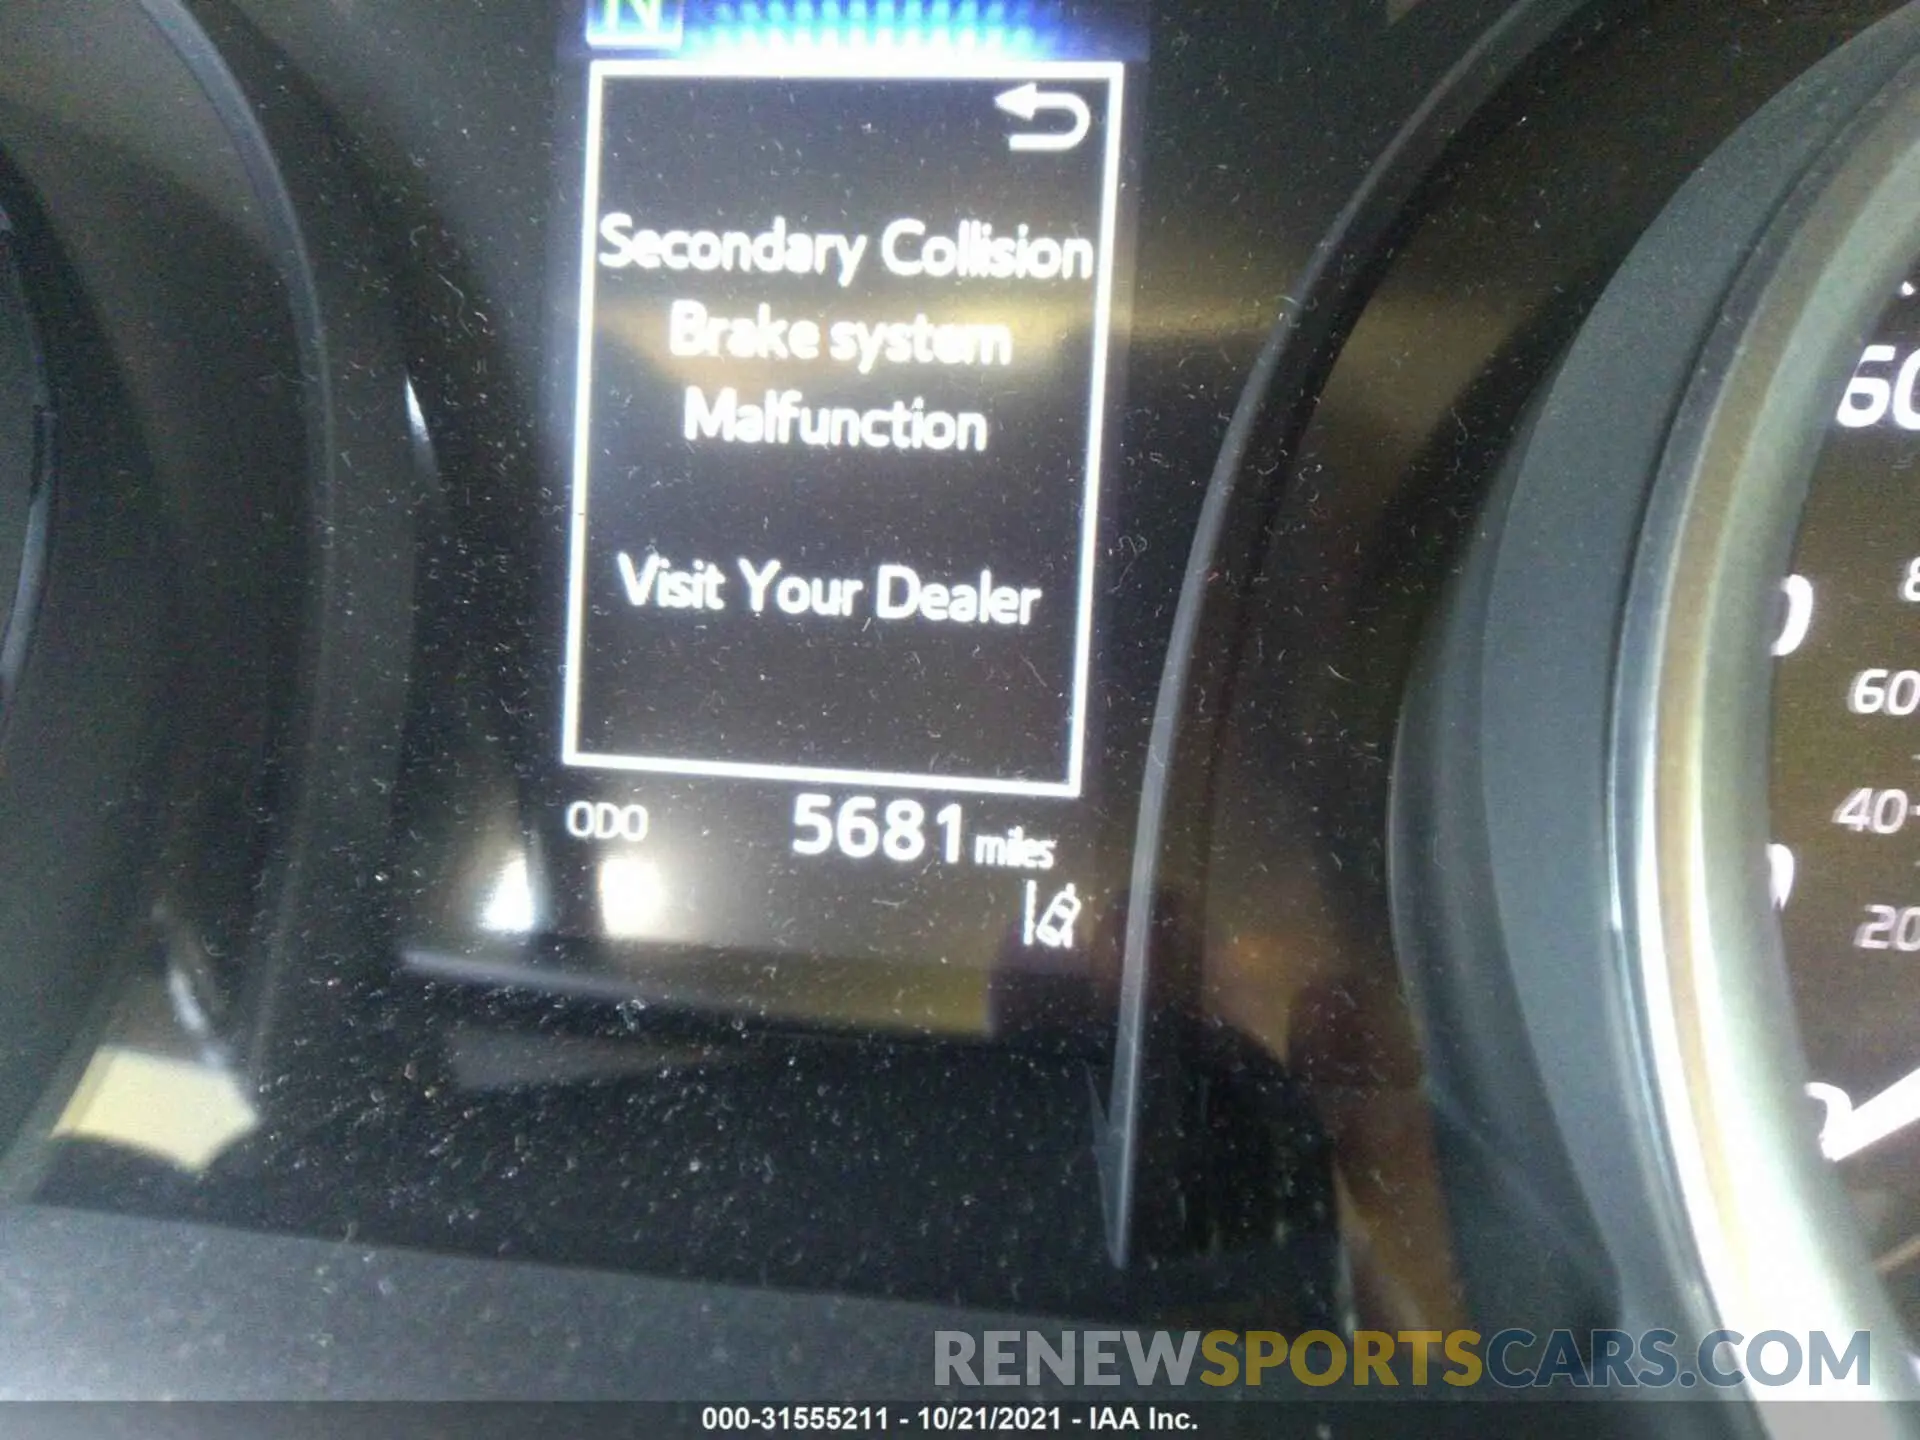 N
Secondary Collision
Brake system
Malfunction
Visit Your Dealer
ODO 5681 miles
60
40
20
RENEWSPORTSCARS.COM
000-31555211 - 10/21/2021 - IAA Inc.